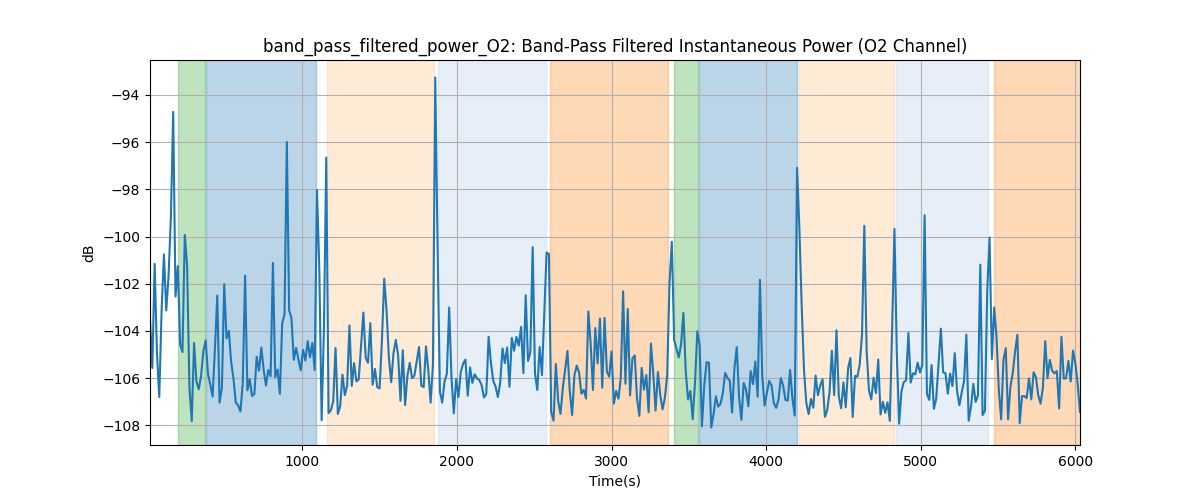 band_pass_filtered_power_O2: Band-Pass Filtered Instantaneous Power (O2 Channel)
−94
−96
−98
−100
−102
−104
−106
−108
dB
1000 2000 3000 4000 5000 6000
Time(s)